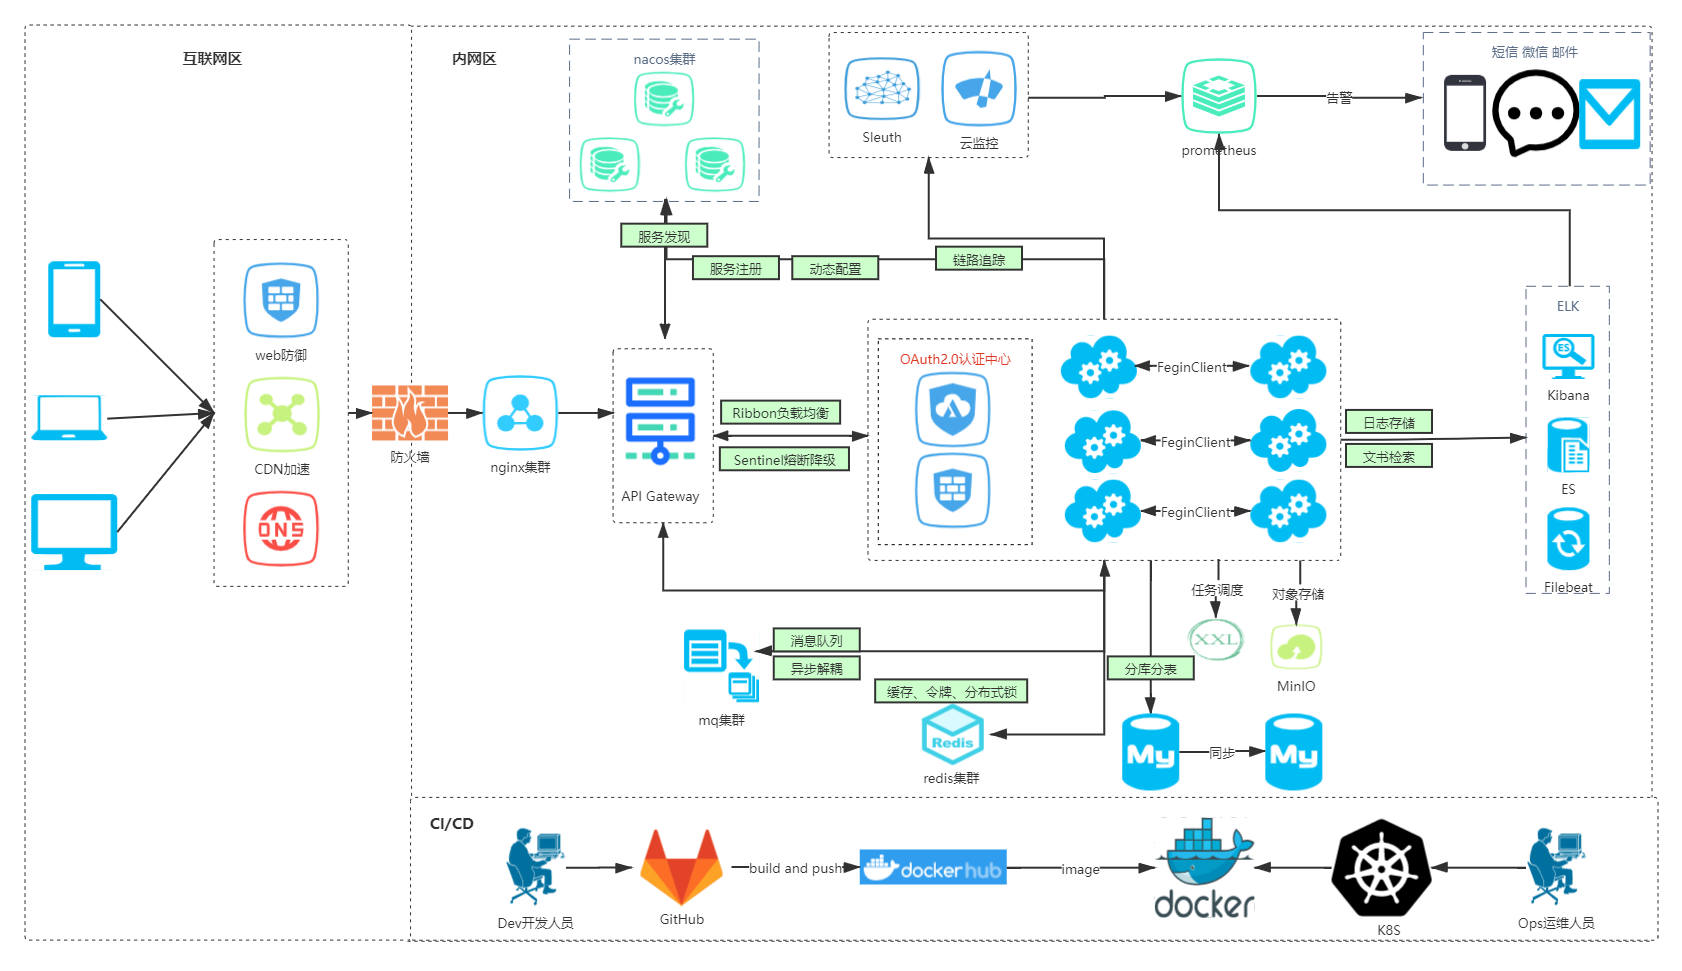 互联网区
内网区
nacos集群
Sleuth
云监控
prometheus
告警
短信 微信 邮件
服务发现
服务注册
动态配置
链路追踪
web防御
CDN加速
DNS
防火墙
nginx集群
API Gateway
Ribbon负载均衡
Sentinel熔断降级
OAuth2.0认证中心
FeginClient
FeginClient
FeginClient
日志存储
文书检索
ELK
ES
Kibana
ES
Filebeat
任务调度
对象存储
XXL
MinIO
消息队列
异步解耦
mq集群
缓存、令牌、分布式锁
Redis
redis集群
分库分表
My
同步
My
CI/CD
Dev开发人员
GitHub
build and push
dockerhub
image
docker
K8S
Ops运维人员